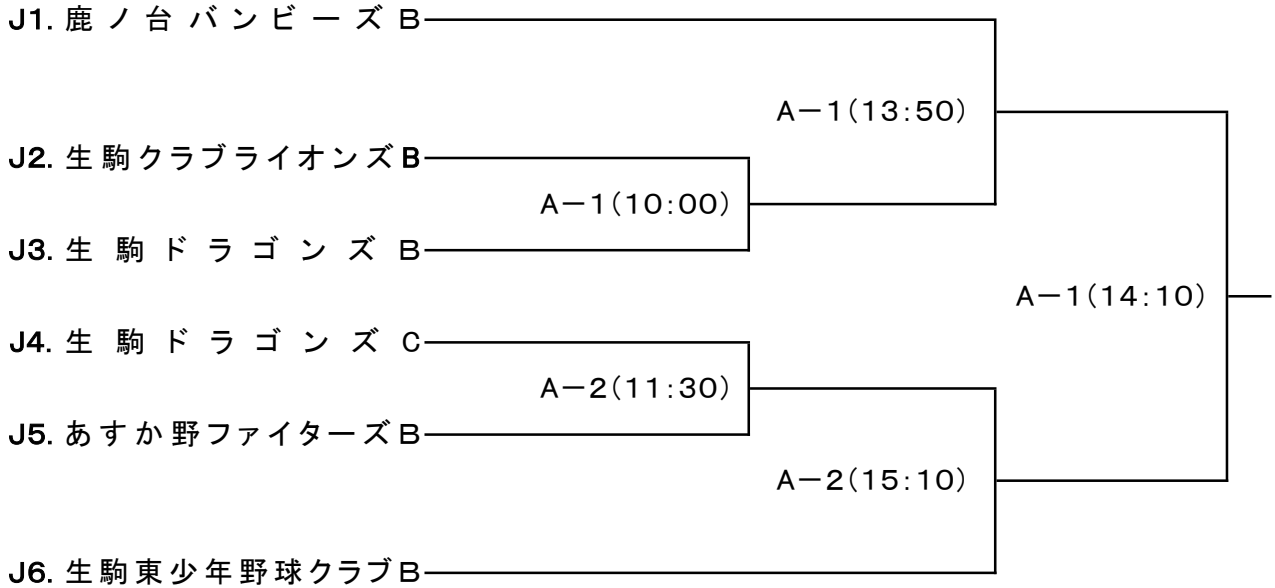 J1. 鹿ノ台バンビーズB
A－1(13:50)
J2. 生駒クラブライオンズB
A－1(10:00)
J3. 生駒ドラゴンズB
A－1(14:10)
J4. 生駒ドラゴンズC
A－2(11:30)
J5. あすか野ファイターズB
A－2(15:10)
J6. 生駒東少年野球クラブB